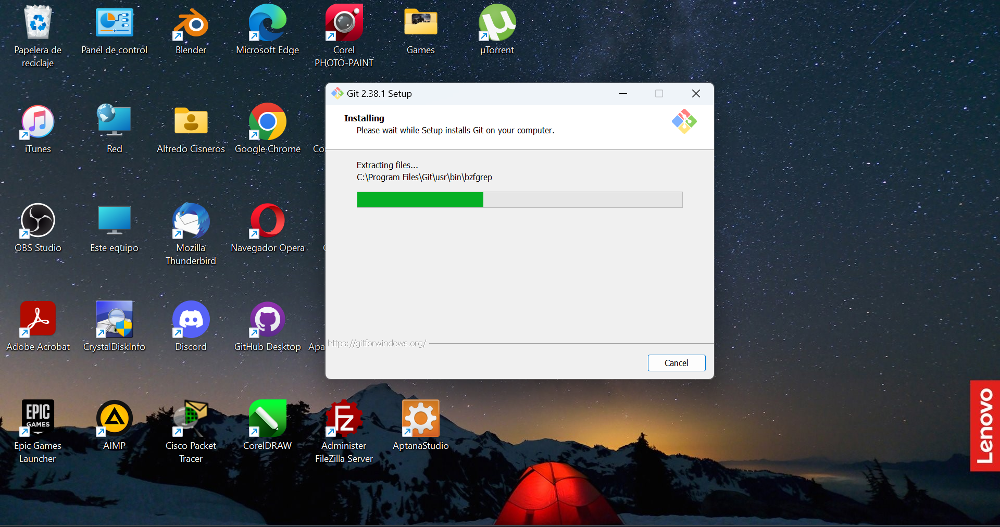 Papelera de
reciclaje
Panel de control
Blender
Microsoft Edge
Corel
PHOTO-PAINT
Games
µTorrent
iTunes
Red
Alfredo Cisneros
Google Chrome
Co
OBS Studio
Este equipo
Mozilla
Thunderbird
Navegador Opera
Adobe Acrobat
CrystalDiskInfo
Discord
GitHub Desktop
Apa
Git 2.38.1 Setup
Installing
Please wait while Setup installs Git on your computer.
Extracting files...
C:\Program Files\Git\usr\bin\bzfgrep
https://gitforwindows.org/
Cancel
EPIC
GAMES
Epic Games
Launcher
AIMP
Cisco Packet
Tracer
CorelDRAW
Fz
Administer
FileZilla Server
AptanaStudio
Lenovo